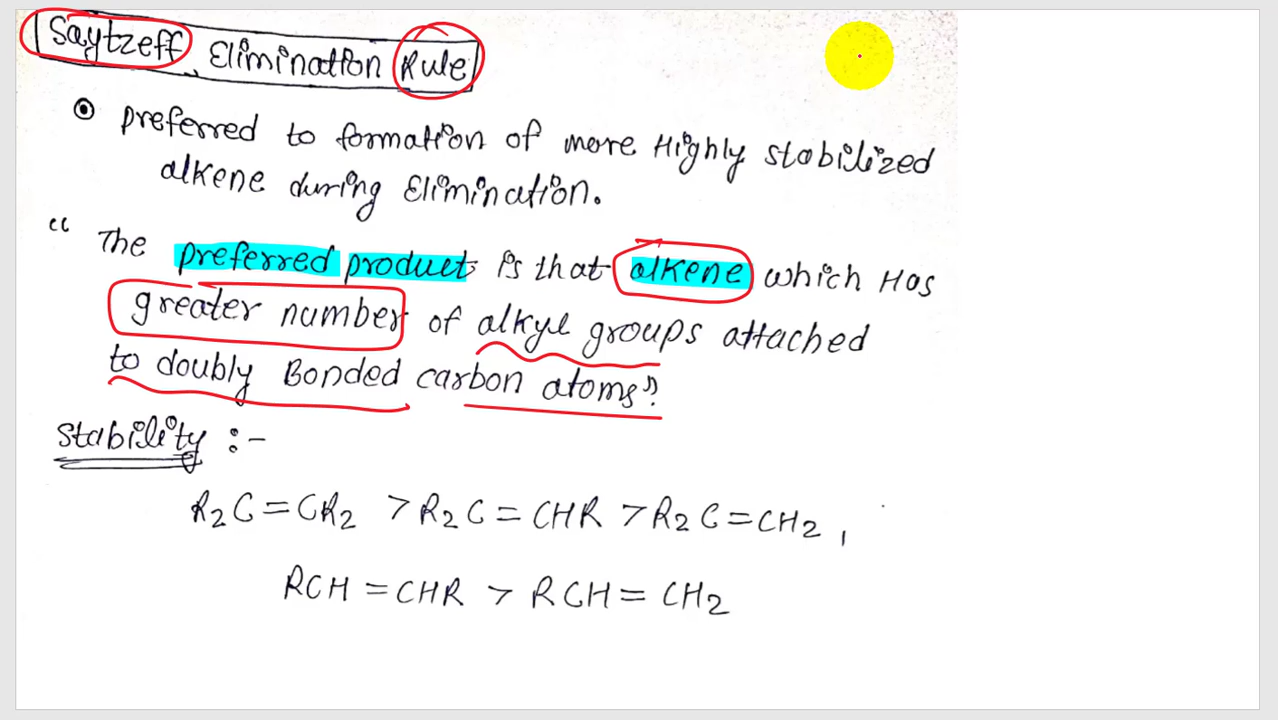 Saytzeff Elimination Rule
preferred to formation of more Highly stabilized
alkene during Elimination.
“ The preferred product is that alkene which Has
greater number of alkyl groups attached
to doubly Bonded carbon atoms”
Stability :-
R2C=CR2 > R2C=CHR > R2C=CH2,
RCH=CHR > RCH=CH2